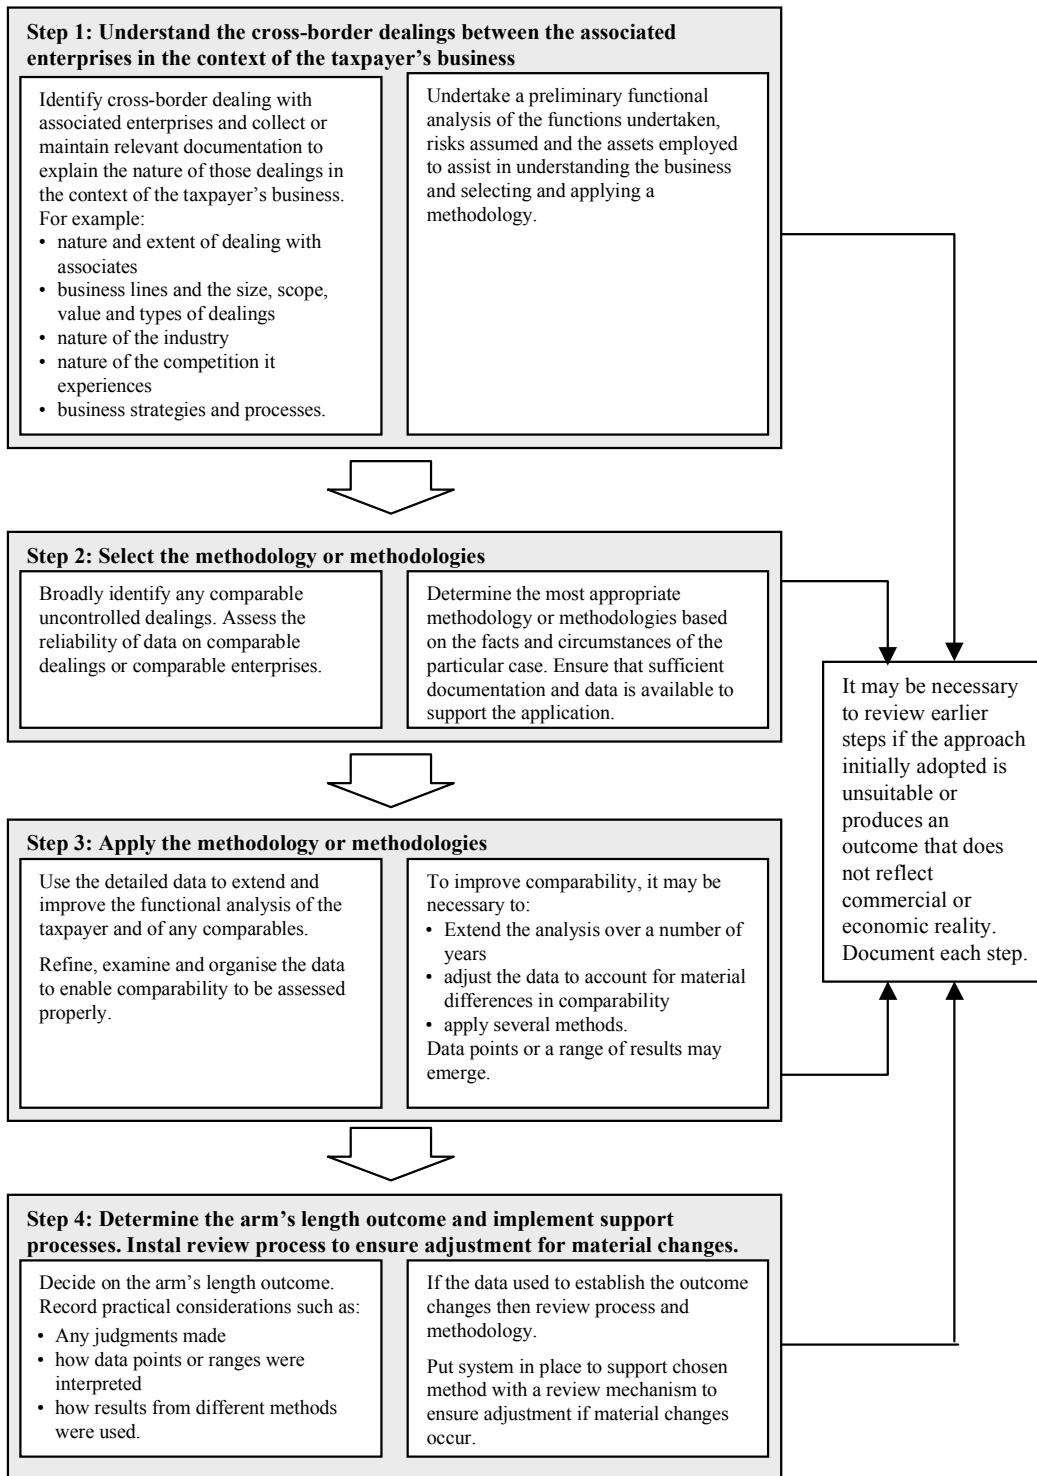 Step 1: Understand the cross-border dealings between the associated
enterprises in the context of the taxpayer’s business
Identify cross-border dealing with
associated enterprises and collect or
maintain relevant documentation to
explain the nature of those dealings in
the context of the taxpayer’s business.
For example:
• nature and extent of dealing with
associates
• business lines and the size, scope,
value and types of dealings
• nature of the industry
• nature of the competition it
experiences
• business strategies and processes.
Undertake a preliminary functional
analysis of the functions undertaken,
risks assumed and the assets employed
to assist in understanding the business
and selecting and applying a
methodology.
Step 2: Select the methodology or methodologies
Broadly identify any comparable
uncontrolled dealings. Assess the
reliability of data on comparable
dealings or comparable enterprises.
Determine the most appropriate
methodology or methodologies based
on the facts and circumstances of the
particular case. Ensure that sufficient
documentation and data is available to
support the application.
It may be necessary
to review earlier
steps if the approach
initially adopted is
unsuitable or
produces an
outcome that does
not reflect
commercial or
economic reality.
Document each step.
Step 3: Apply the methodology or methodologies
Use the detailed data to extend and
improve the functional analysis of the
taxpayer and of any comparables.
Refine, examine and organise the data
to enable comparability to be assessed
properly.
To improve comparability, it may be
necessary to:
• Extend the analysis over a number of
years
• adjust the data to account for material
differences in comparability
• apply several methods.
Data points or a range of results may
emerge.
Step 4: Determine the arm’s length outcome and implement support
processes. Instal review process to ensure adjustment for material changes.
Decide on the arm’s length outcome.
Record practical considerations such as:
• Any judgments made
• how data points or ranges were
interpreted
• how results from different methods
were used.
If the data used to establish the outcome
changes then review process and
methodology.
Put system in place to support chosen
method with a review mechanism to
ensure adjustment if material changes
occur.